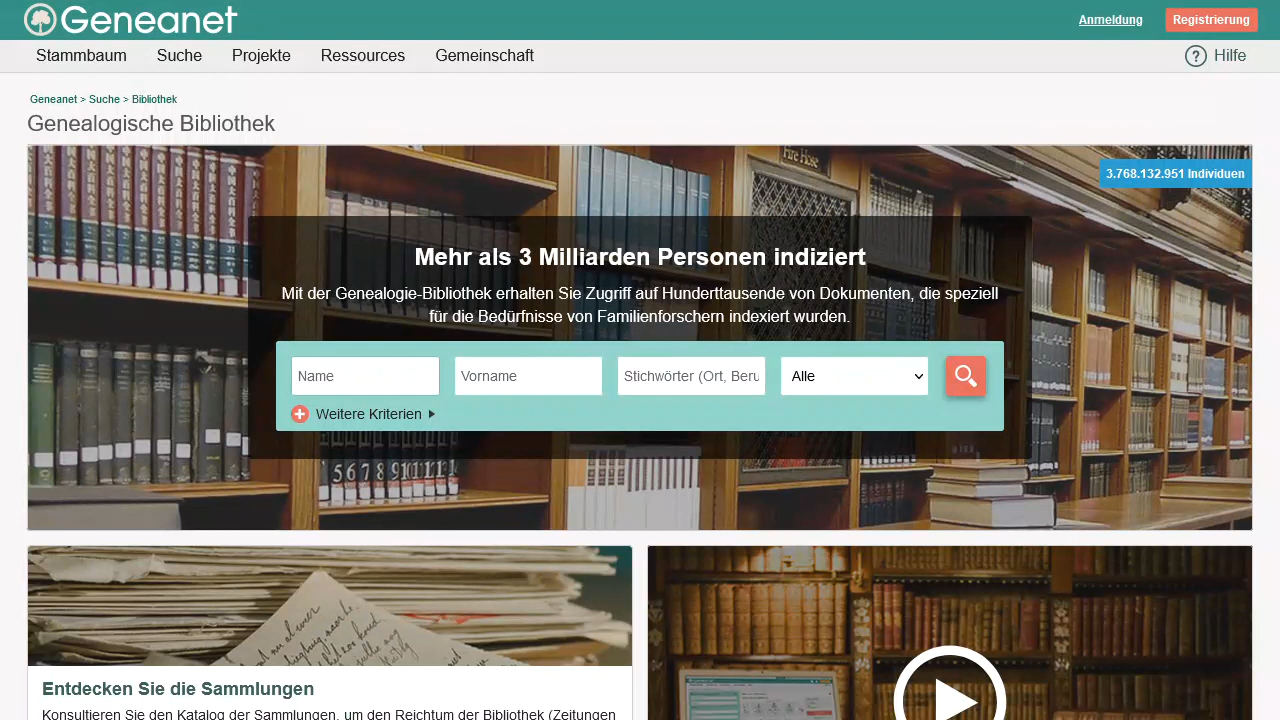 Geneanet
Anmeldung
Registrierung
Stammbaum
Suche
Projekte
Ressources
Gemeinschaft
Hilfe
Geneanet > Suche > Bibliothek
Genealogische Bibliothek
3.768.132.951 Individuen
Fire Hose
Mehr als 3 Milliarden Personen indiziert
Mit der Genealogie-Bibliothek erhalten Sie Zugriff auf Hunderttausende von Dokumenten, die speziell
für die Bedürfnisse von Familienforschern indexiert wurden.
Name
Vorname
Stichwörter (Ort, Beru
Alle
Weitere Kriterien
Entdecken Sie die Sammlungen
Konsultieren Sie den Katalog der Sammlungen, um den Reichtum der Bibliothek (Zeitungen